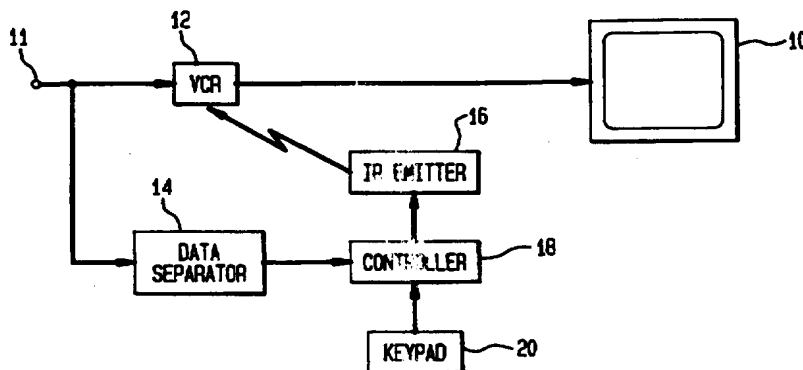 11
12
VCR
10
16
IR EMITTER
14
DATA
SEPARATOR
CONTROLLER
18
KEYPAD
20